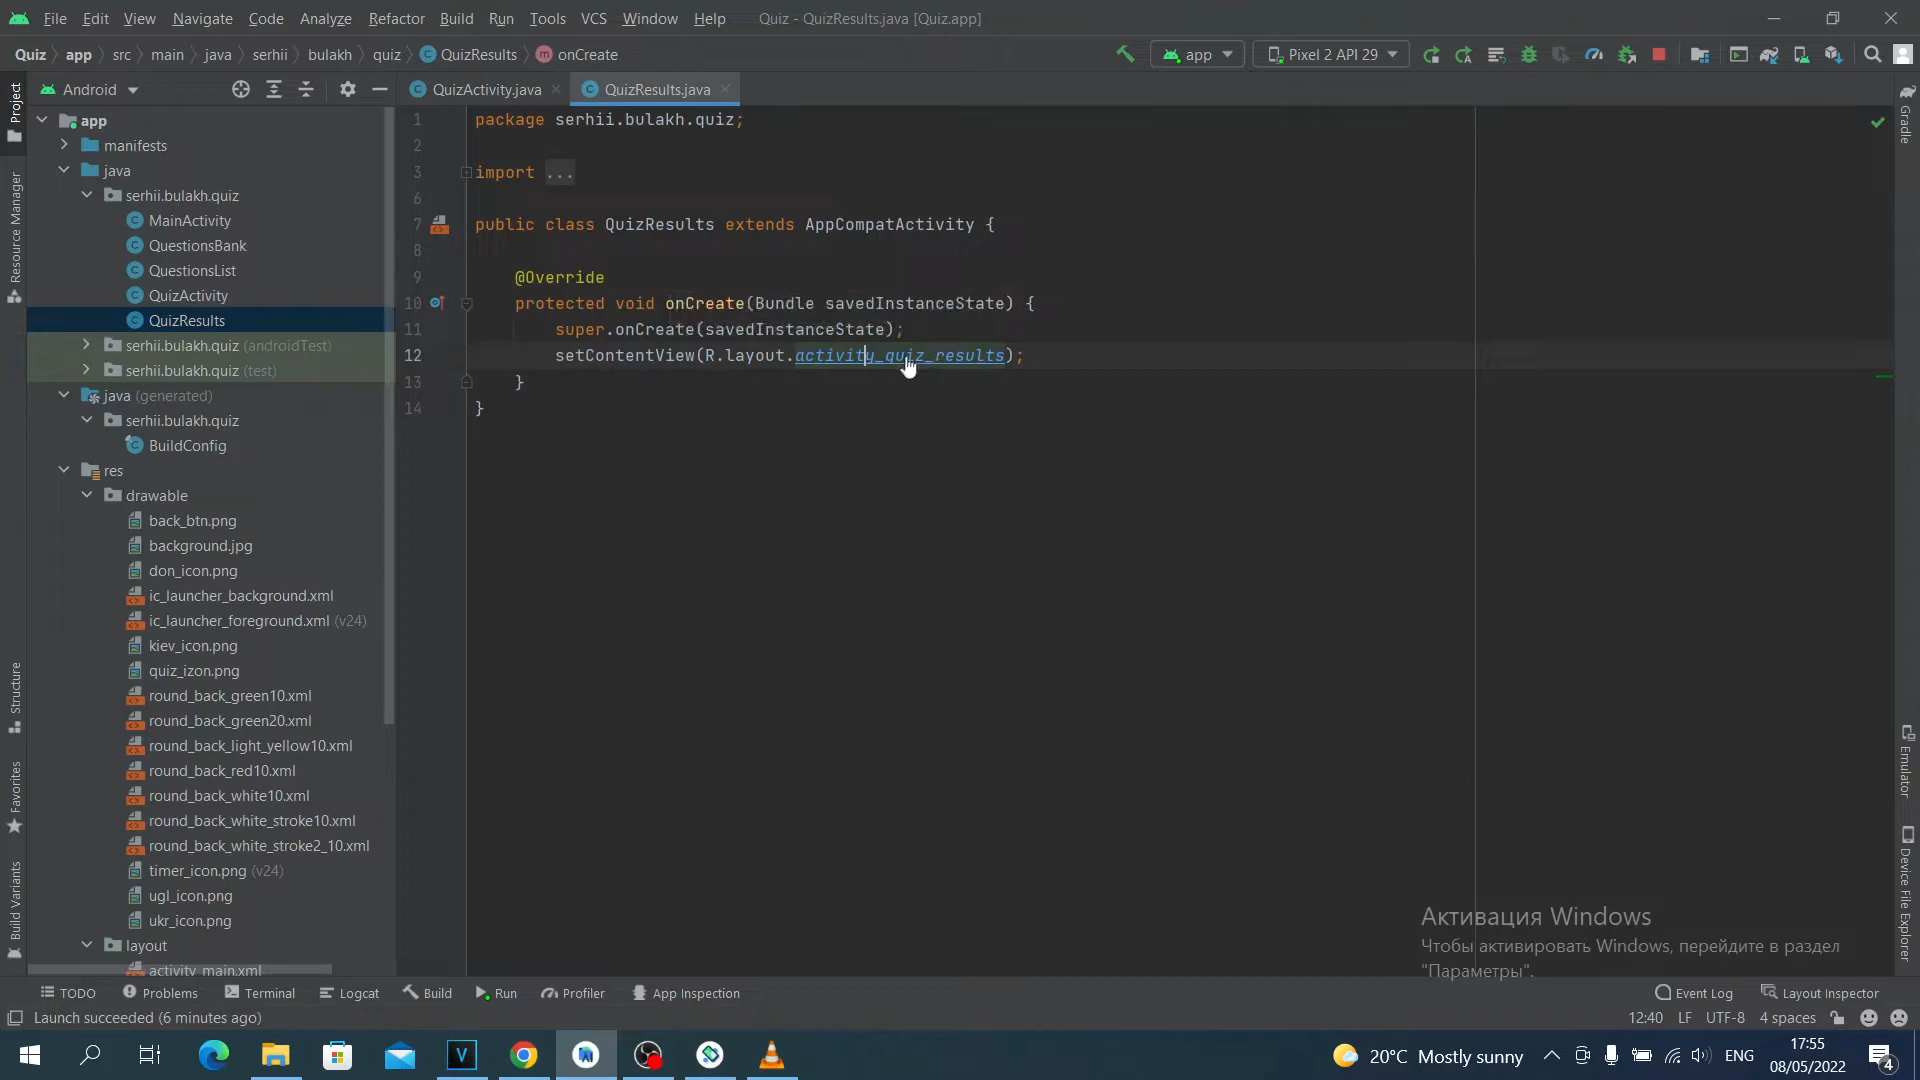 File Edit View Navigate Code Analyze Refactor Build Run Tools VCS Window Help Quiz - QuizResults.java [Quiz.app]
Quiz app src main java serhii bulakh quiz QuizResults onCreate app Pixel 2 API 29
Android QuizActivity.java QuizResults.java
Project
Resource Manager
Structure
Favorites
Build Variants
app
manifests
java
serhii.bulakh.quiz
MainActivity
QuestionsBank
QuestionsList
QuizActivity
QuizResults
serhii.bulakh.quiz (androidTest)
serhii.bulakh.quiz (test)
java (generated)
serhii.bulakh.quiz
BuildConfig
res
drawable
back_btn.png
background.jpg
don_icon.png
ic_launcher_background.xml
ic_launcher_foreground.xml (v24)
kiev_icon.png
quiz_izon.png
round_back_green10.xml
round_back_green20.xml
round_back_light_yellow10.xml
round_back_red10.xml
round_back_white10.xml
round_back_white_stroke10.xml
round_back_white_stroke2_10.xml
timer_icon.png (v24)
ugl_icon.png
ukr_icon.png
layout
activity_main.xml
1 package serhii.bulakh.quiz;
2
3 import ...
6
7 public class QuizResults extends AppCompatActivity {
8
9 @Override
10 protected void onCreate(Bundle savedInstanceState) {
11 super.onCreate(savedInstanceState);
12 setContentView(R.layout.activity_quiz_results);
13 }
14 }
Gradle
Emulator
Device File Explorer
Активация Windows
Чтобы активировать Windows, перейдите в раздел
"Параметры".
TODO Problems Terminal Logcat Build Run Profiler App Inspection Event Log Layout Inspector
Launch succeeded (6 minutes ago) 12:40 LF UTF-8 4 spaces
20°C Mostly sunny ENG 17:55
08/05/2022 4